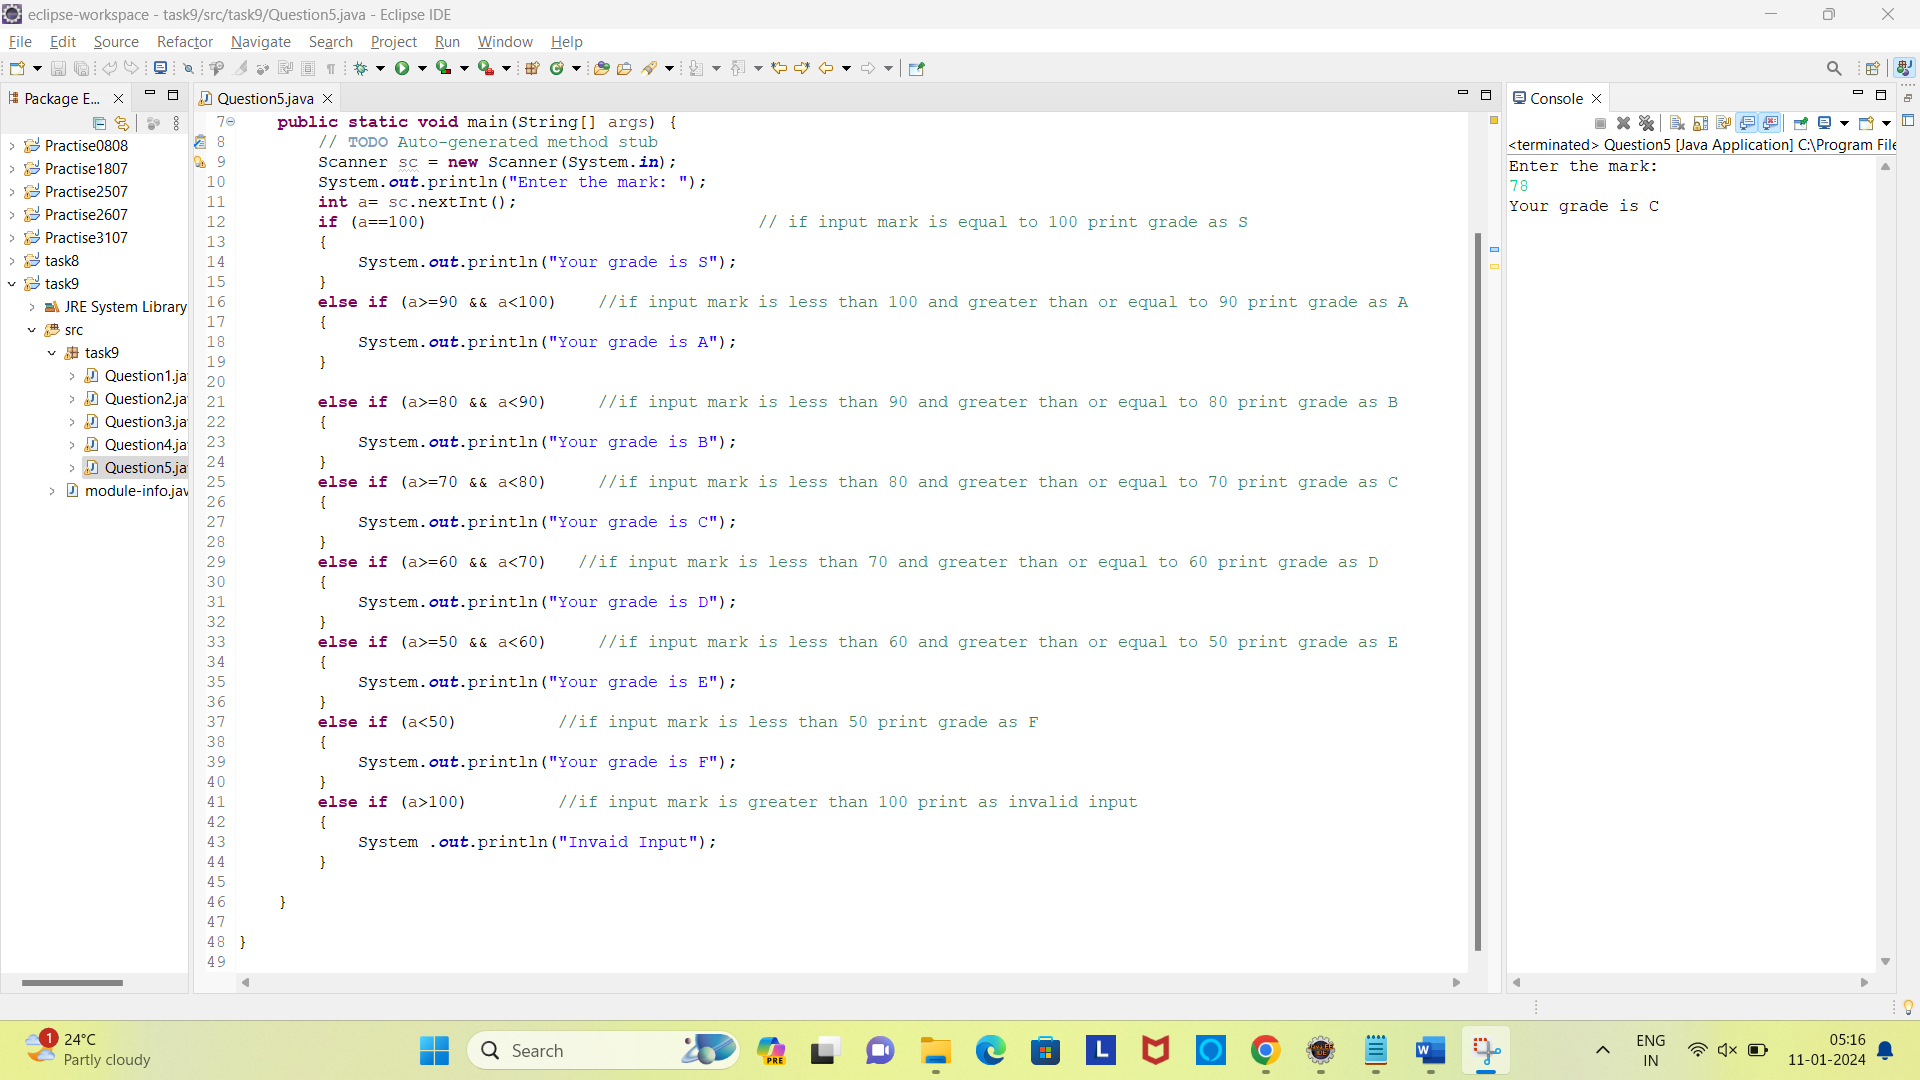 eclipse-workspace - task9/src/task9/Question5.java - Eclipse IDE
File Edit Source Refactor Navigate Search Project Run Window Help
Package E...
Practise0808
Practise1807
Practise2507
Practise2607
Practise3107
task8
task9
JRE System Library
src
task9
Question1.ja
Question2.ja
Question3.ja
Question4.ja
Question5.ja
module-info.jav
Question5.java
7 public static void main(String[] args) {
8 // TODO Auto-generated method stub
9 Scanner sc = new Scanner(System.in);
10 System.out.println("Enter the mark: ");
11 int a= sc.nextInt();
12 if (a==100) // if input mark is equal to 100 print grade as S
13 {
14 System.out.println("Your grade is S");
15 }
16 else if (a>=90 && a<100) //if input mark is less than 100 and greater than or equal to 90 print grade as A
17 {
18 System.out.println("Your grade is A");
19 }
20
21 else if (a>=80 && a<90) //if input mark is less than 90 and greater than or equal to 80 print grade as B
22 {
23 System.out.println("Your grade is B");
24 }
25 else if (a>=70 && a<80) //if input mark is less than 80 and greater than or equal to 70 print grade as C
26 {
27 System.out.println("Your grade is C");
28 }
29 else if (a>=60 && a<70) //if input mark is less than 70 and greater than or equal to 60 print grade as D
30 {
31 System.out.println("Your grade is D");
32 }
33 else if (a>=50 && a<60) //if input mark is less than 60 and greater than or equal to 50 print grade as E
34 {
35 System.out.println("Your grade is E");
36 }
37 else if (a<50) //if input mark is less than 50 print grade as F
38 {
39 System.out.println("Your grade is F");
40 }
41 else if (a>100) //if input mark is greater than 100 print as invalid input
42 {
43 System .out.println("Invaid Input");
44 }
45
46 }
47
48 }
49
Console
<terminated> Question5 [Java Application] C:\Program File
Enter the mark:
78
Your grade is C
1
24°C
Partly cloudy
Search
PRE
L
W
ENG
IN
05:16
11-01-2024